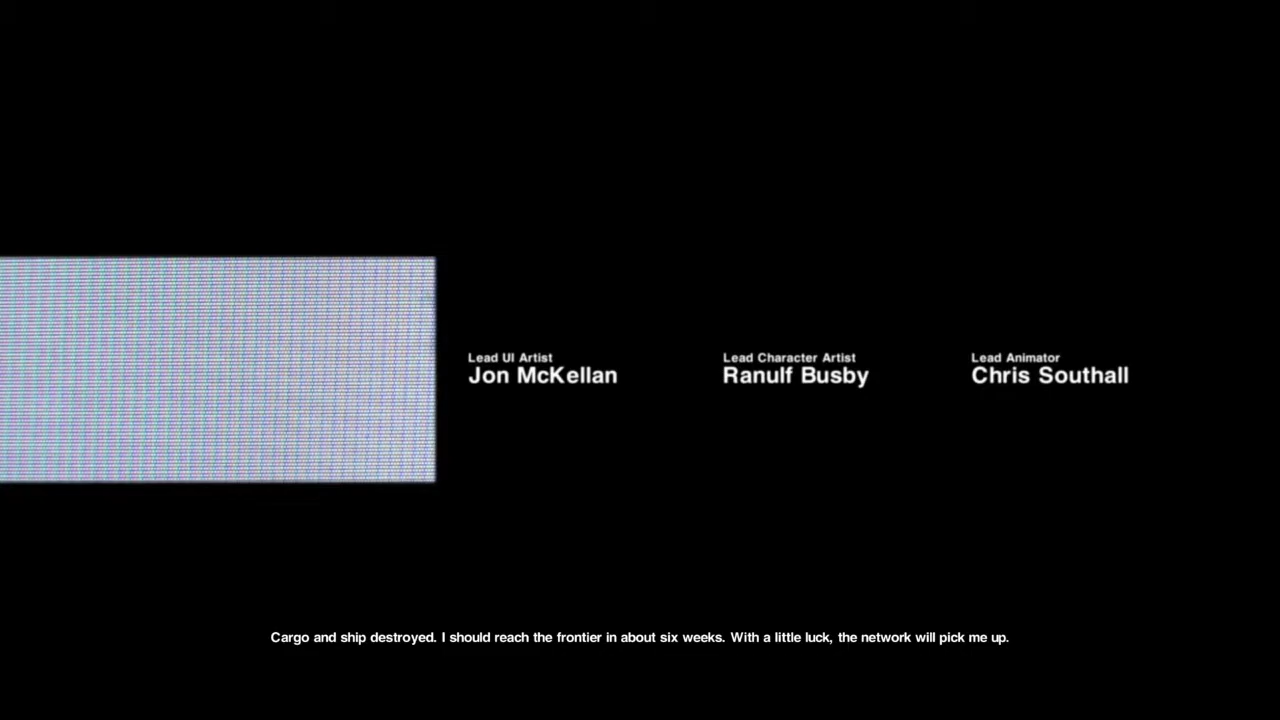 Lead UI Artist
Jon McKellan
Lead Character Artist
Ranulf Busby
Lead Animator
Chris Southall
Cargo and ship destroyed. I should reach the frontier in about six weeks. With a little luck, the network will pick me up.